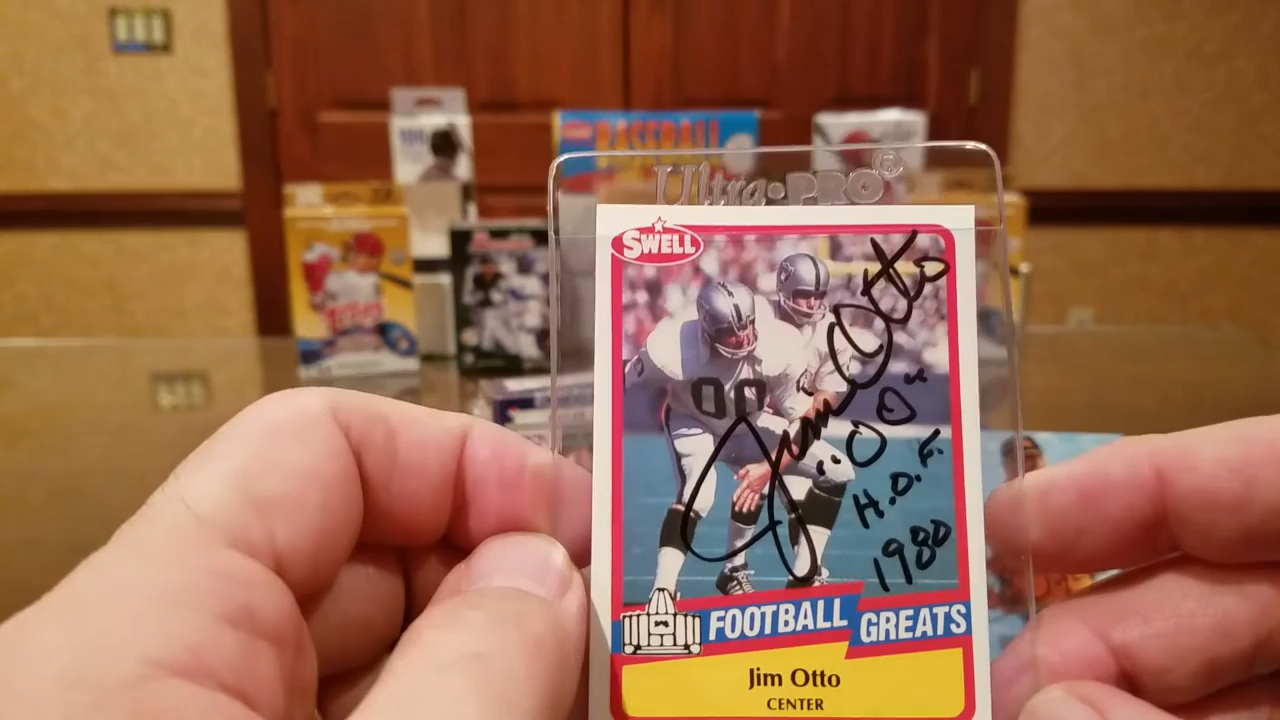 BASEBALL
Ultra•PRO®
SWELL
00
Jim Otto
"00"
H.O.F.
1980
FOOTBALL GREATS
Jim Otto
CENTER